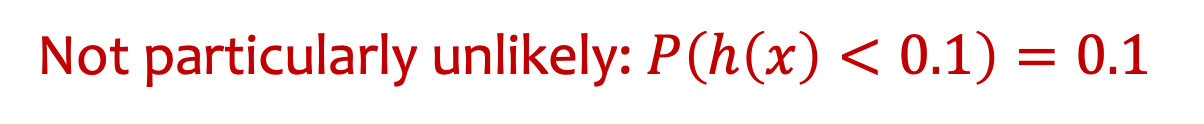 Not particularly unlikely: P(h(x) < 0.1) = 0.1